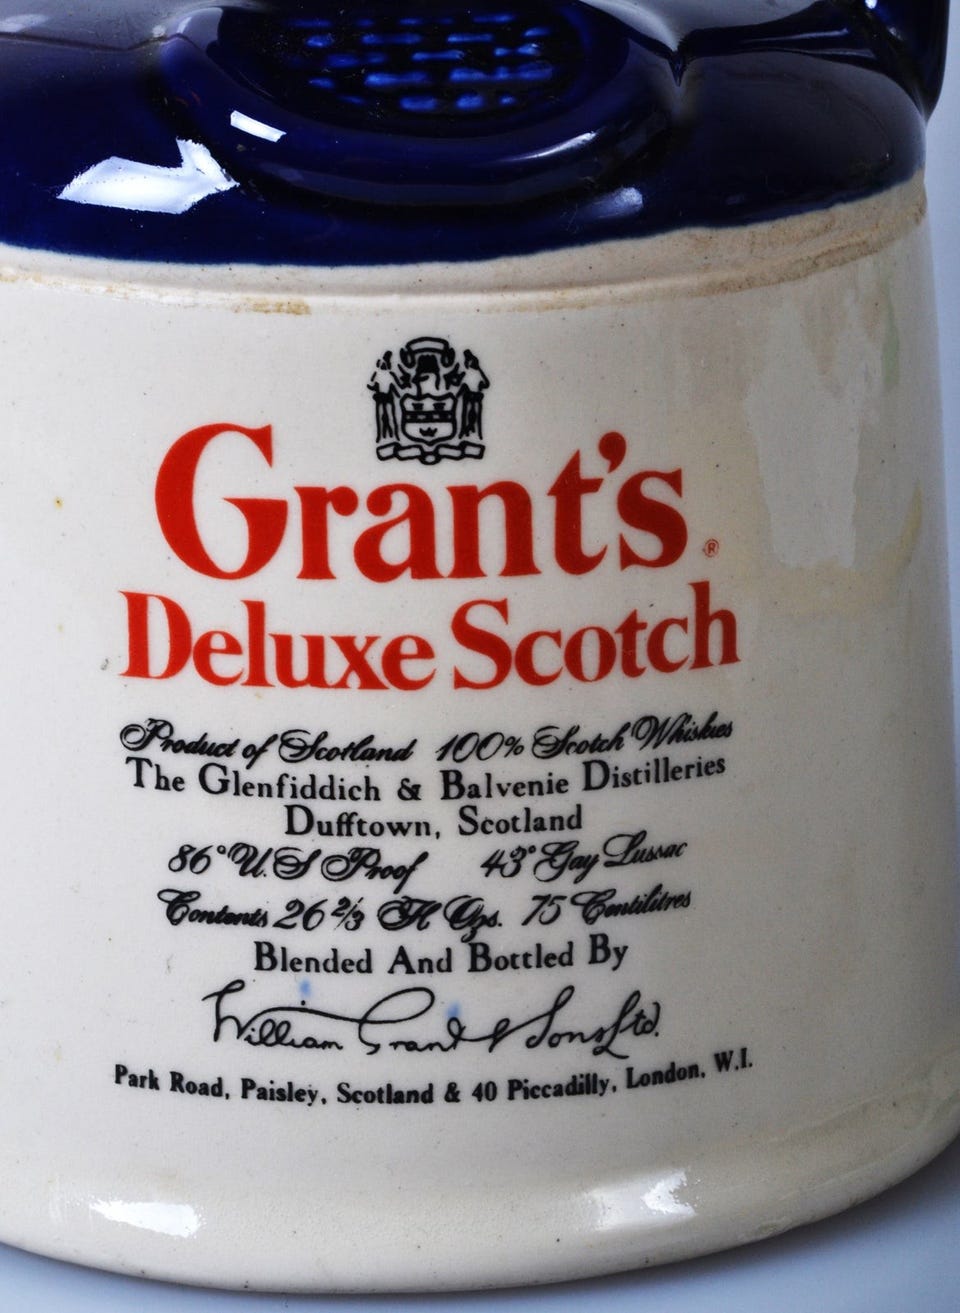 Grant's®
Deluxe Scotch
Product of Scotland 100% Scotch Whiskies
The Glenfiddich & Balvenie Distilleries
Dufftown, Scotland
86° U.S Proof 43° Gay Lussac
Contents 26 2/3 Fl Ozs. 75 Centilitres
Blended And Bottled By
William Grant & Sons Ltd.
Park Road, Paisley, Scotland & 40 Piccadilly, London, W.I.